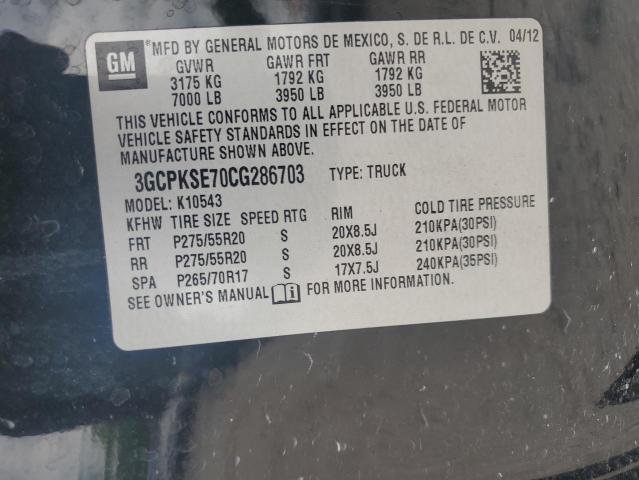 GM *MFD BY GENERAL MOTORS DE MEXICO, S. DE R.L. DE C.V. 04/12
GVWR GAWR FRT GAWR RR
3175 KG 1792 KG 1792 KG
7000 LB 3950 LB 3950 LB
THIS VEHICLE CONFORMS TO ALL APPLICABLE U.S. FEDERAL MOTOR
VEHICLE SAFETY STANDARDS IN EFFECT ON THE DATE OF
MANUFACTURE SHOWN ABOVE.
3GCPKSE70CG286703 TYPE: TRUCK
MODEL: K10543
KFHW TIRE SIZE SPEED RTG RIM COLD TIRE PRESSURE
FRT P275/55R20 S 20X8.5J 210KPA(30PSI)
RR P275/55R20 S 20X8.5J 210KPA(30PSI)
SPA P265/70R17 S 17X7.5J 240KPA(35PSI)
SEE OWNER'S MANUAL FOR MORE INFORMATION.